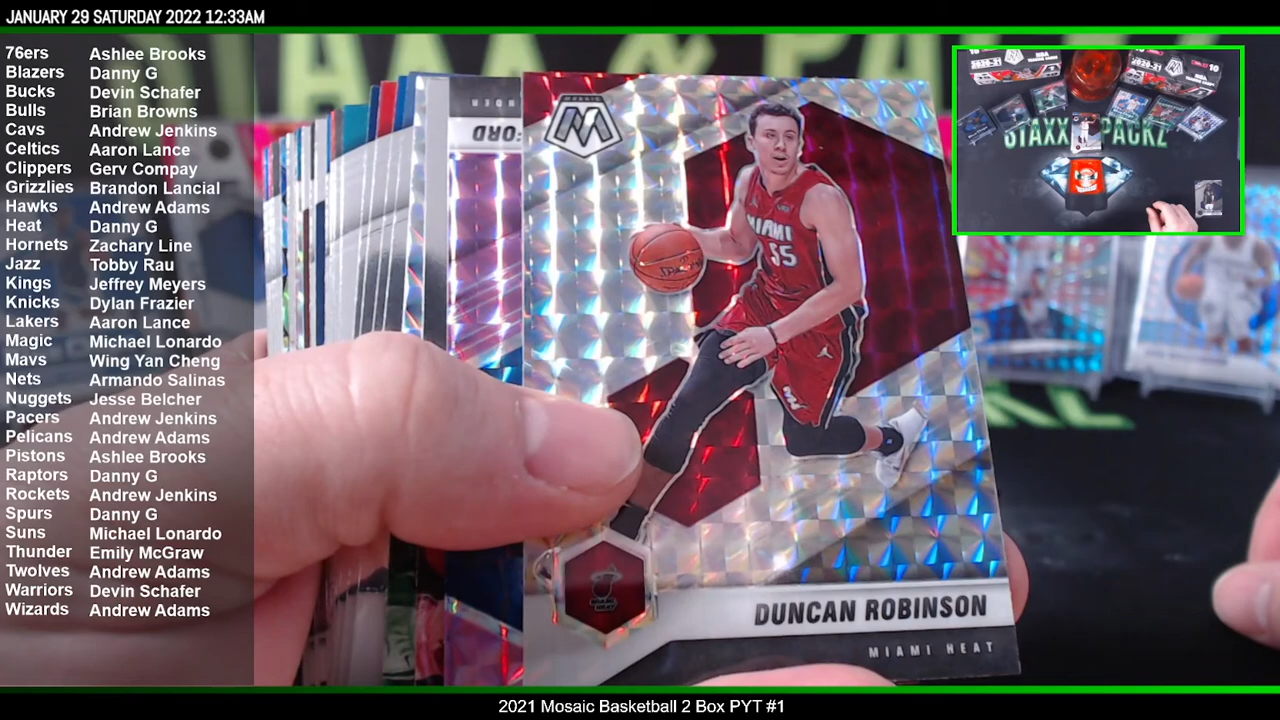 JANUARY 29 SATURDAY 2022 12:33AM
76ers Ashlee Brooks
Blazers Danny G
Bucks Devin Schafer
Bulls Brian Browns
Cavs Andrew Jenkins
Celtics Aaron Lance
Clippers Gerv Compay
Grizzlies Brandon Lancial
Hawks Andrew Adams
Heat Danny G
Hornets Zachary Line
Jazz Tobby Rau
Kings Jeffrey Meyers
Knicks Dylan Frazier
Lakers Aaron Lance
Magic Michael Lonardo
Mavs Wing Yan Cheng
Nets Armando Salinas
Nuggets Jesse Belcher
Pacers Andrew Jenkins
Pelicans Andrew Adams
Pistons Ashlee Brooks
Raptors Danny G
Rockets Andrew Jenkins
Spurs Danny G
Suns Michael Lonardo
Thunder Emily McGraw
Twolves Andrew Adams
Warriors Devin Schafer
Wizards Andrew Adams
MOSAIC
MIAMI
55
DUNCAN ROBINSON
MIAMI HEAT
STAXX PACKZ
2021 Mosaic Basketball 2 Box PYT #1